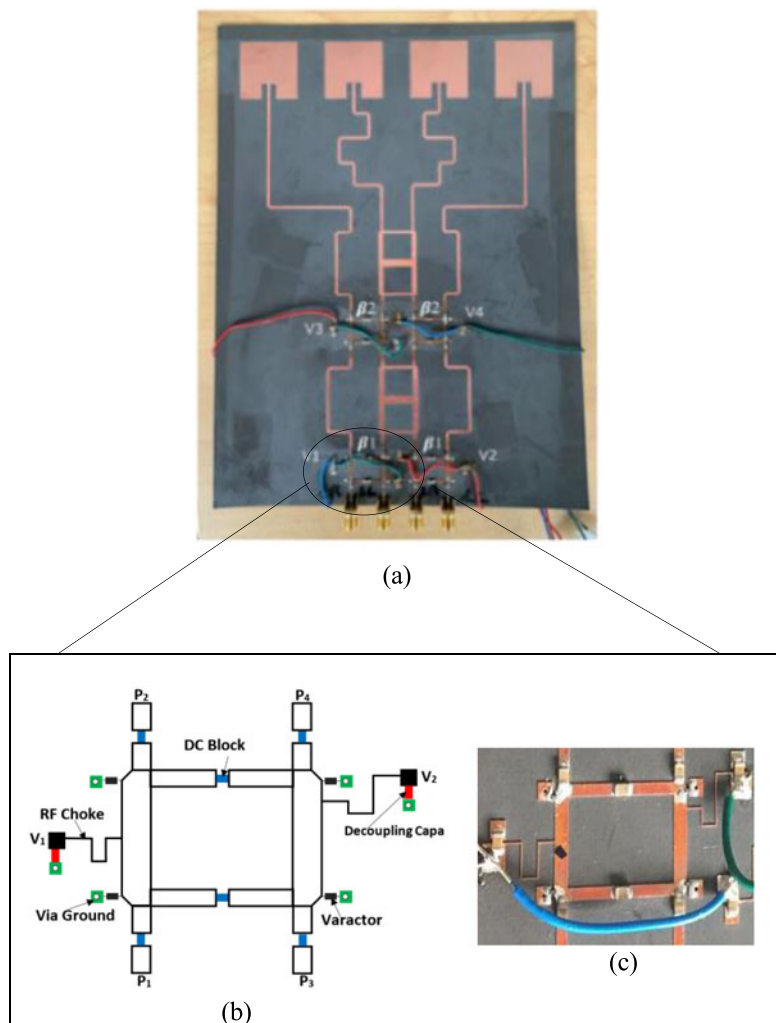 β2 β2
V3 V4
β1 β1
V1 V2
(a)
P₂ P₄
DC Block
RF Choke
V₂
V₁
Decoupling Capa
Via Ground
Varactor
P₁ P₃
(b)
(c)